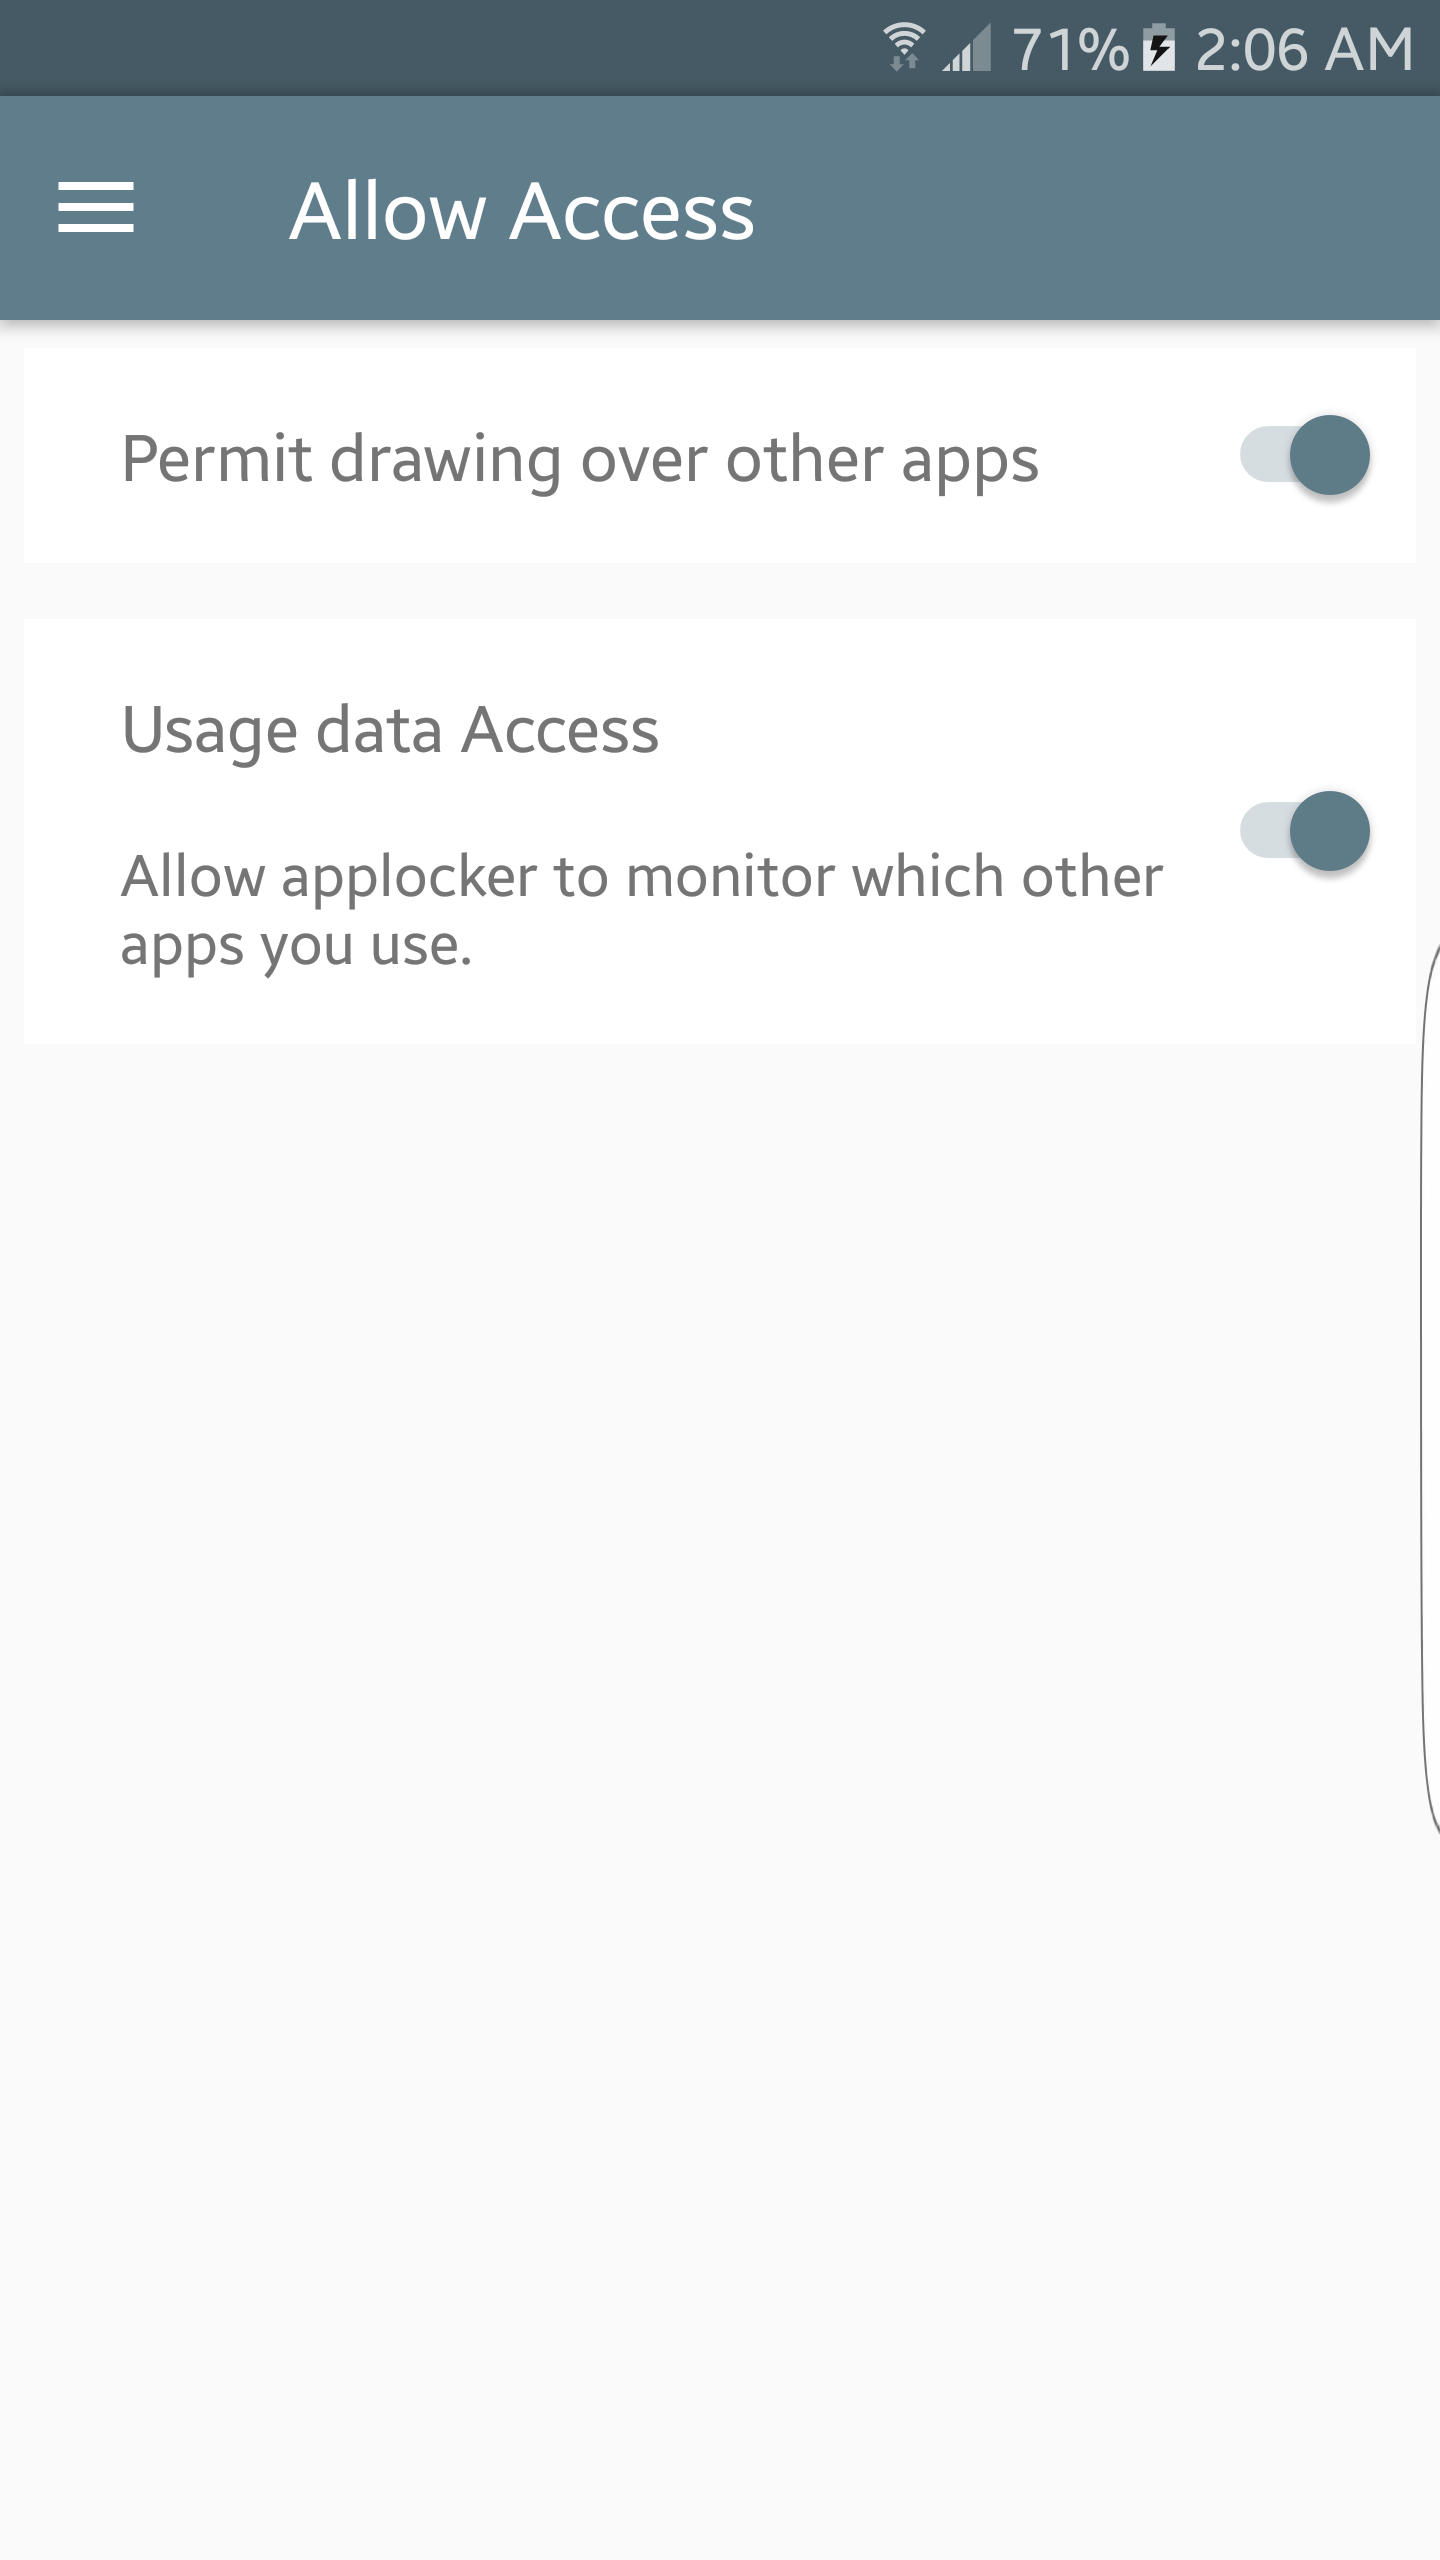 71% 2:06 AM
Allow Access
Permit drawing over other apps
Usage data Access
Allow applocker to monitor which other
apps you use.